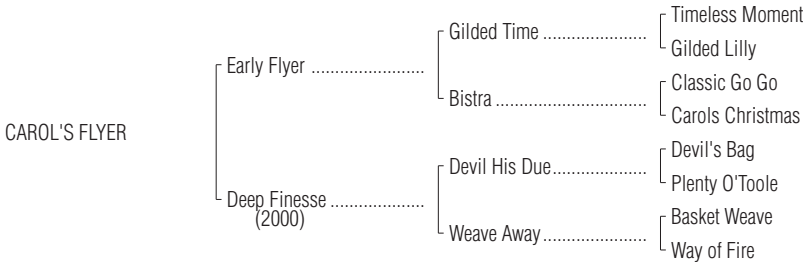 Timeless Moment
Gilded Time ......................
Gilded Lilly
Early Flyer ........................
Classic Go Go
Bistra ................................
Carols Christmas
CAROL'S FLYER
Devil's Bag
Devil His Due....................
Plenty O'Toole
Deep Finesse ....................
(2000)
Basket Weave
Weave Away......................
Way of Fire